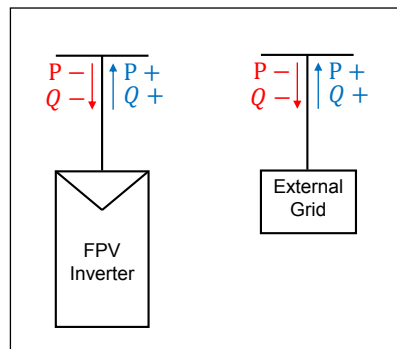 P − P +
Q − Q +
FPV
Inverter
P − P +
Q − Q +
External
Grid